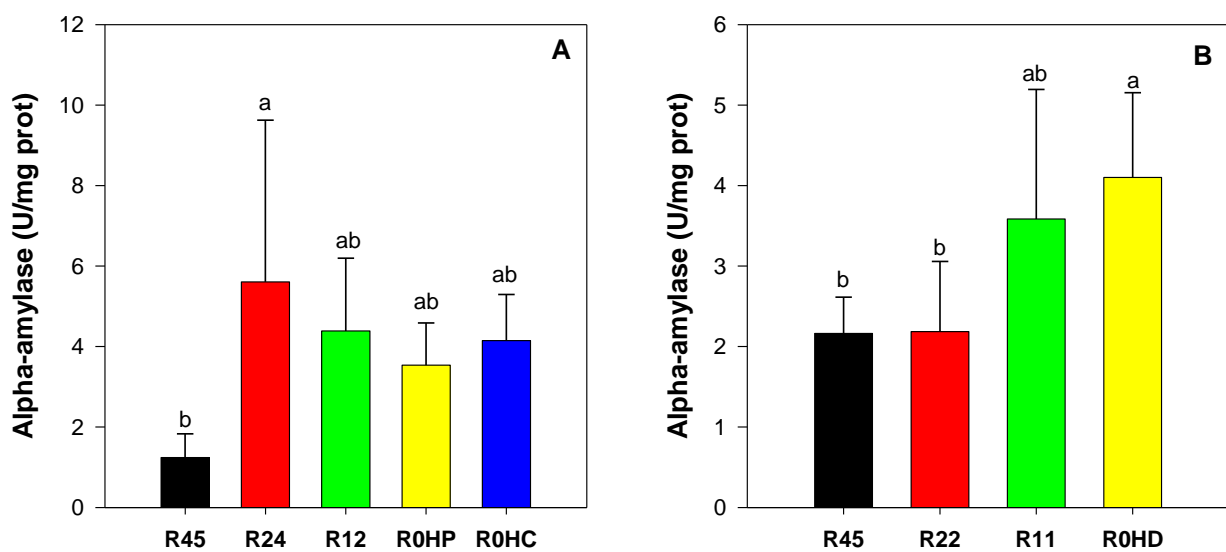 A
Alpha-amylase (U/mg prot)
12
10
8
6
4
2
0
b
a
ab
ab
ab
R45 R24 R12 R0HP R0HC
B
Alpha-amylase (U/mg prot)
6
5
4
3
2
1
0
b
b
ab
a
R45 R22 R11 R0HD